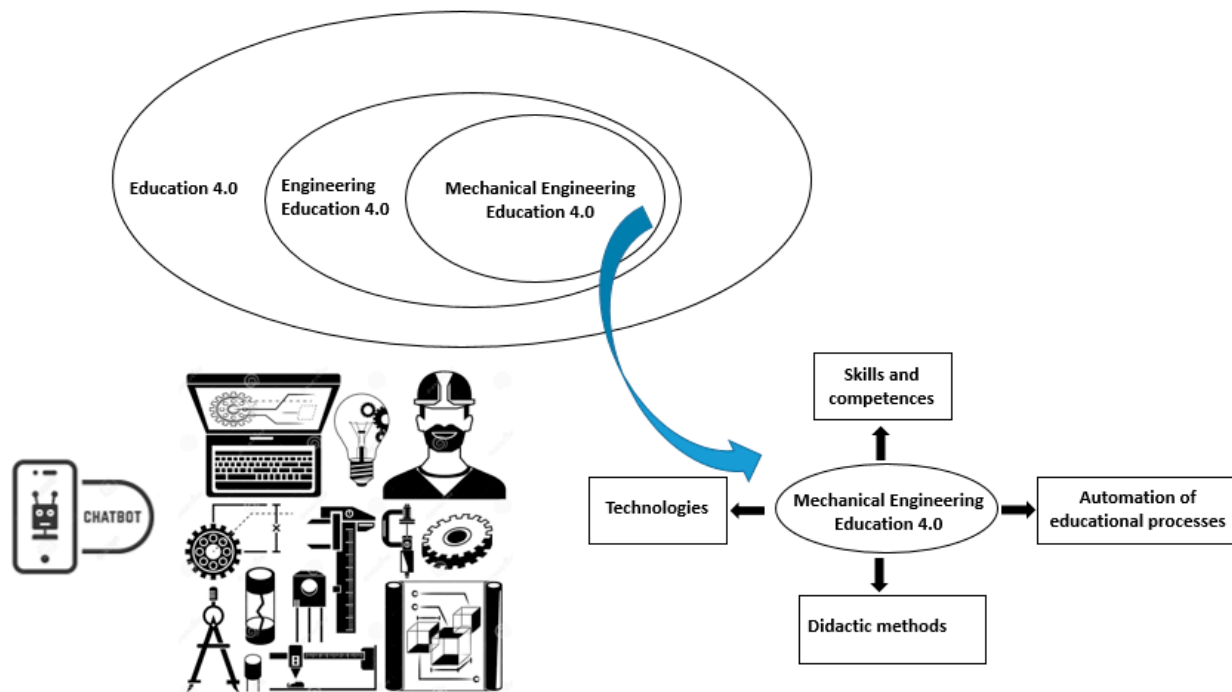 Education 4.0
Engineering
Education 4.0
Mechanical Engineering
Education 4.0
Skills and
competences
Technologies
Mechanical Engineering
Education 4.0
Automation of
educational processes
Didactic methods
CHATBOT
X
C
C
C